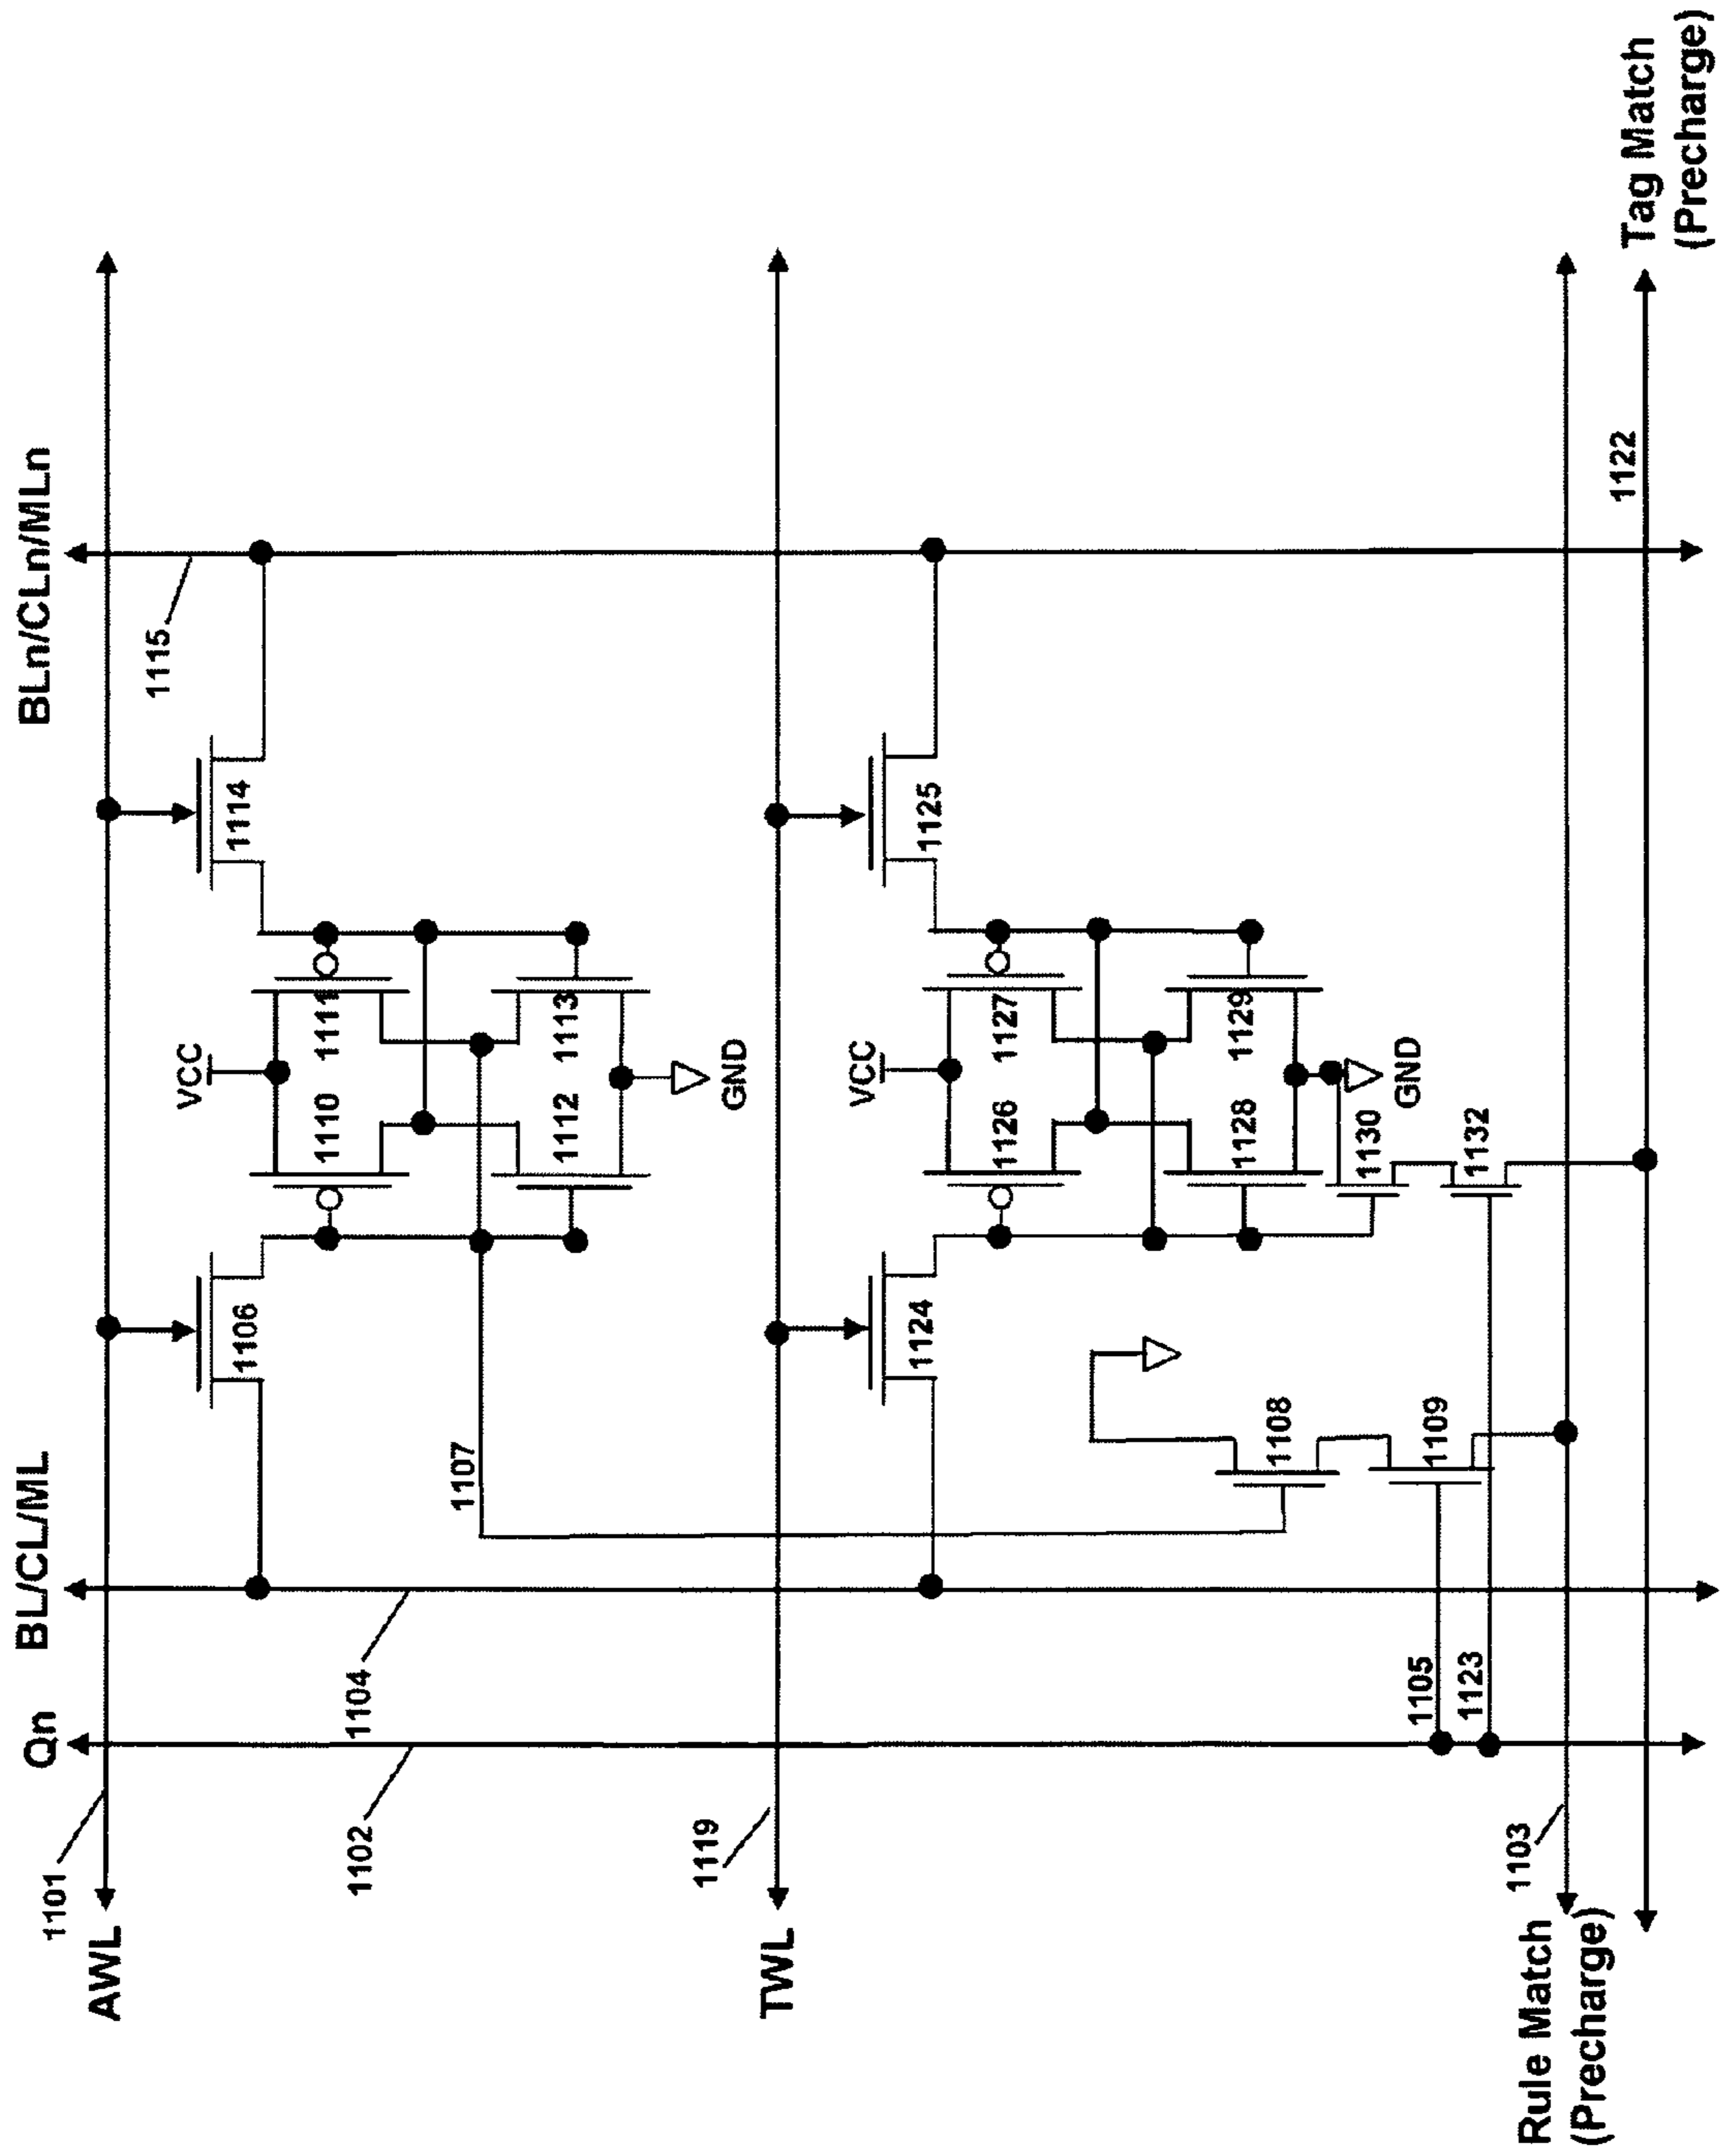 BL/CL/ML
Qn
BLn/CLn/MLn
1101
AWL
1102
1104
1115
1106
1114
VCC
1110
1111
1112
1113
GND
1107
1119
TWL
1124
1125
VCC
1126
1127
1128
1129
GND
1130
1132
1108
1109
1105
1123
1103
Rule Match
(Precharge)
1122
Tag Match
(Precharge)